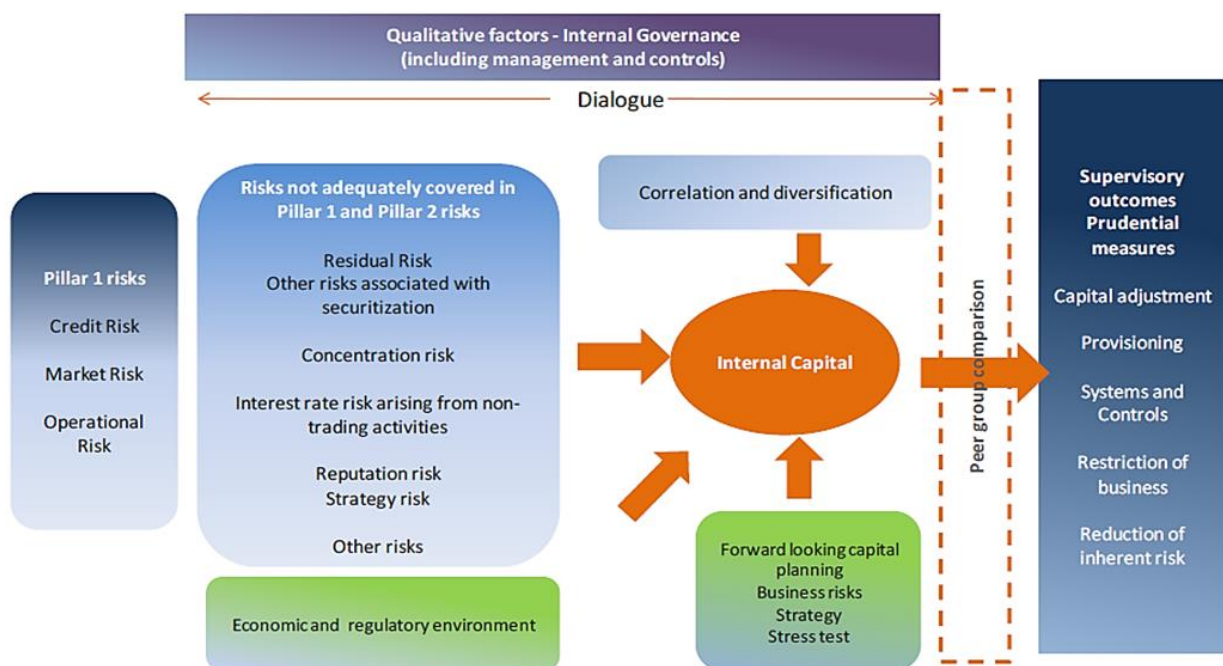 Qualitative factors - Internal Governance
(including management and controls)
Dialogue
Pillar 1 risks
Credit Risk
Market Risk
Operational
Risk
Risks not adequately covered in
Pillar 1 and Pillar 2 risks
Residual Risk
Other risks associated with
securitization
Concentration risk
Interest rate risk arising from non-
trading activities
Reputation risk
Strategy risk
Other risks
Economic and regulatory environment
Correlation and diversification
Internal Capital
Forward looking capital
planning
Business risks
Strategy
Stress test
Peer group comparison
Supervisory
outcomes
Prudential
measures
Capital adjustment
Provisioning
Systems and
Controls
Restriction of
business
Reduction of
inherent risk